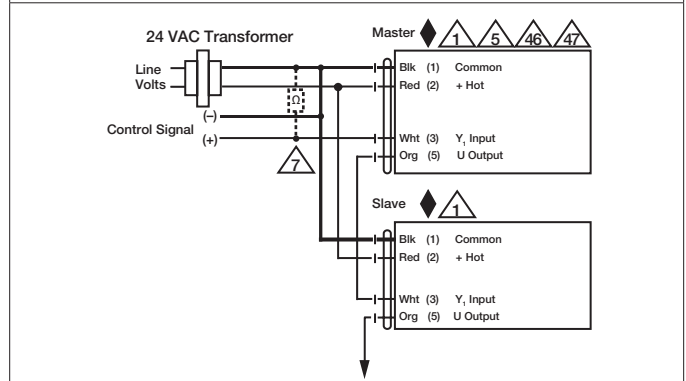 24 VAC Transformer
Line
Volts
Control Signal
(–)
(+)
Ω
7
Master 1 5 46 47
Blk (1) Common
Red (2) + Hot
Wht (3) Y₁ Input
Org (5) U Output
Slave 1
Blk (1) Common
Red (2) + Hot
Wht (3) Y₁ Input
Org (5) U Output